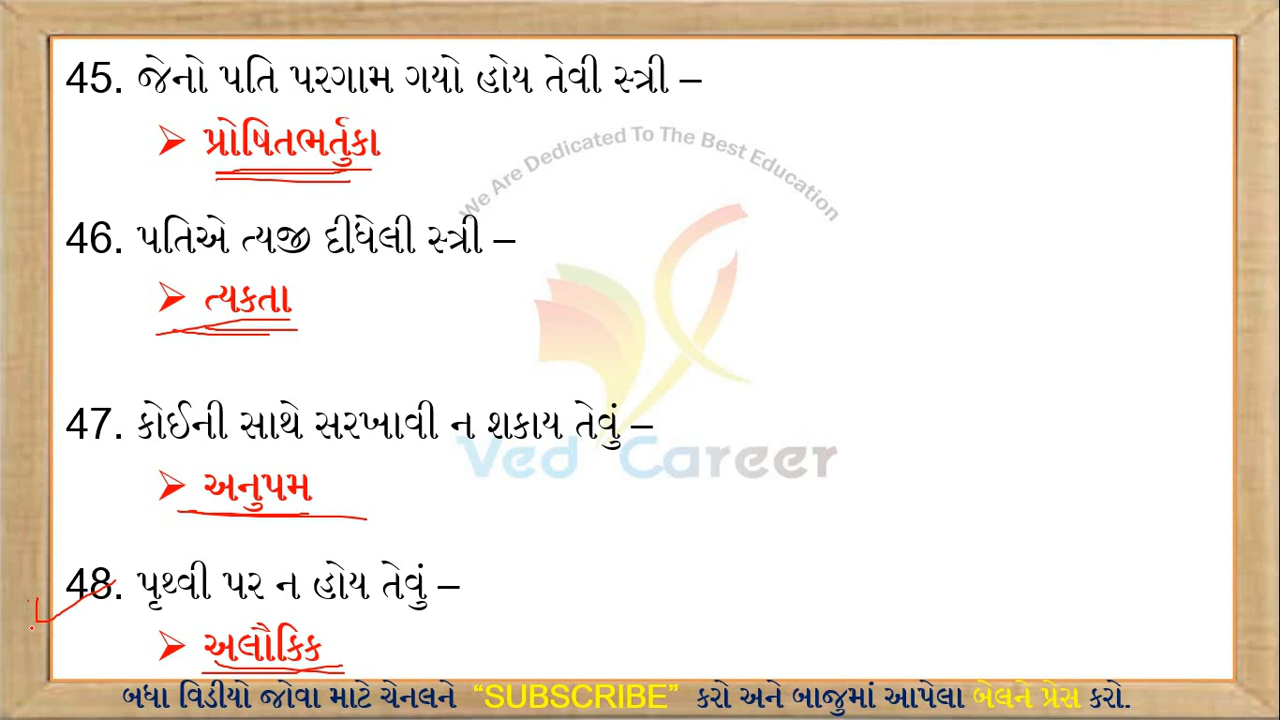 45. જેનો પતિ પરગામ ગયો હોય તેવી સ્ત્રી –
➢ પ્રોષિતભર્તુકા
We Are Dedicated To The Best Education
46. પતિએ ત્યજી દીધેલી સ્ત્રી –
➢ ત્યકતા
47. કોઈની સાથે સરખાવી ન શકાય તેવું –
Ved Career
➢ અનુપમ
48. પૃથ્વી પર ન હોય તેવું –
➢ અલૌકિક
બધા વિડીયો જોવા માટે ચેનલને “SUBSCRIBE” કરો અને બાજુમાં આપેલા બેલને પ્રેસ કરો.